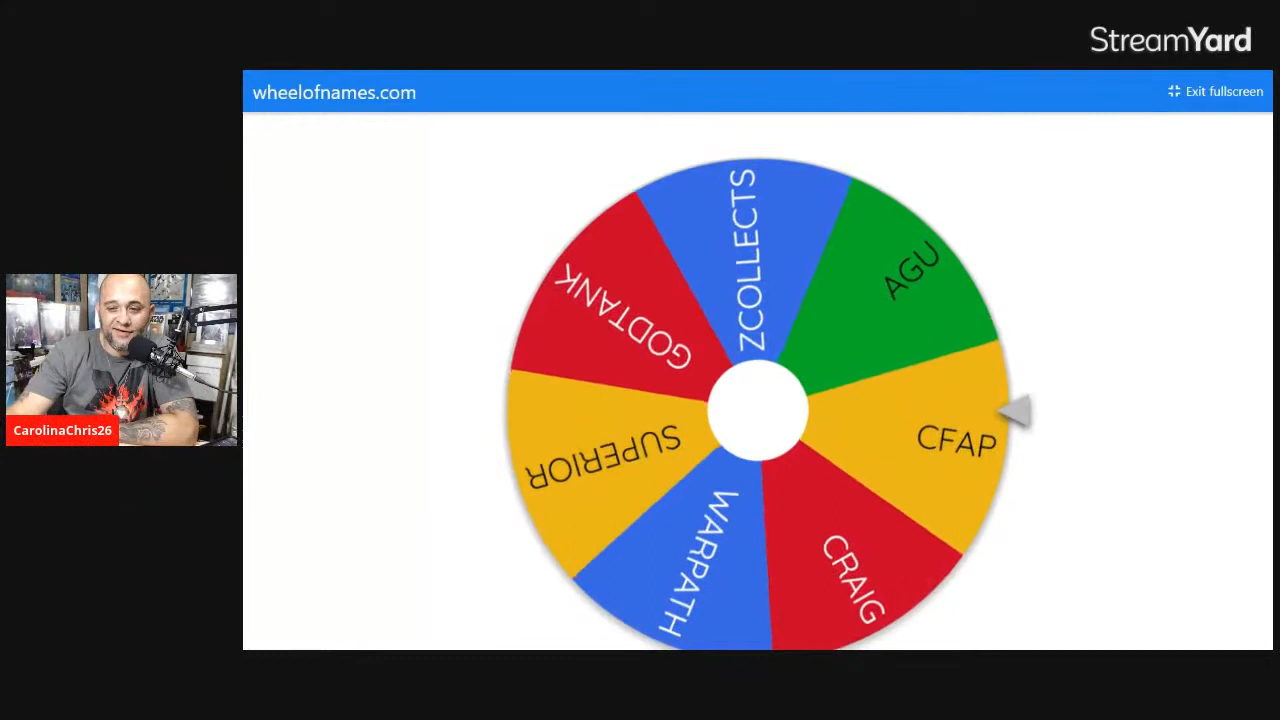 StreamYard
wheelofnames.com
Exit fullscreen
ZCOLLECTS
AGU
GODTANK
CFAP
SUPERIOR
WARPATH
CRAIG
CarolinaChris26